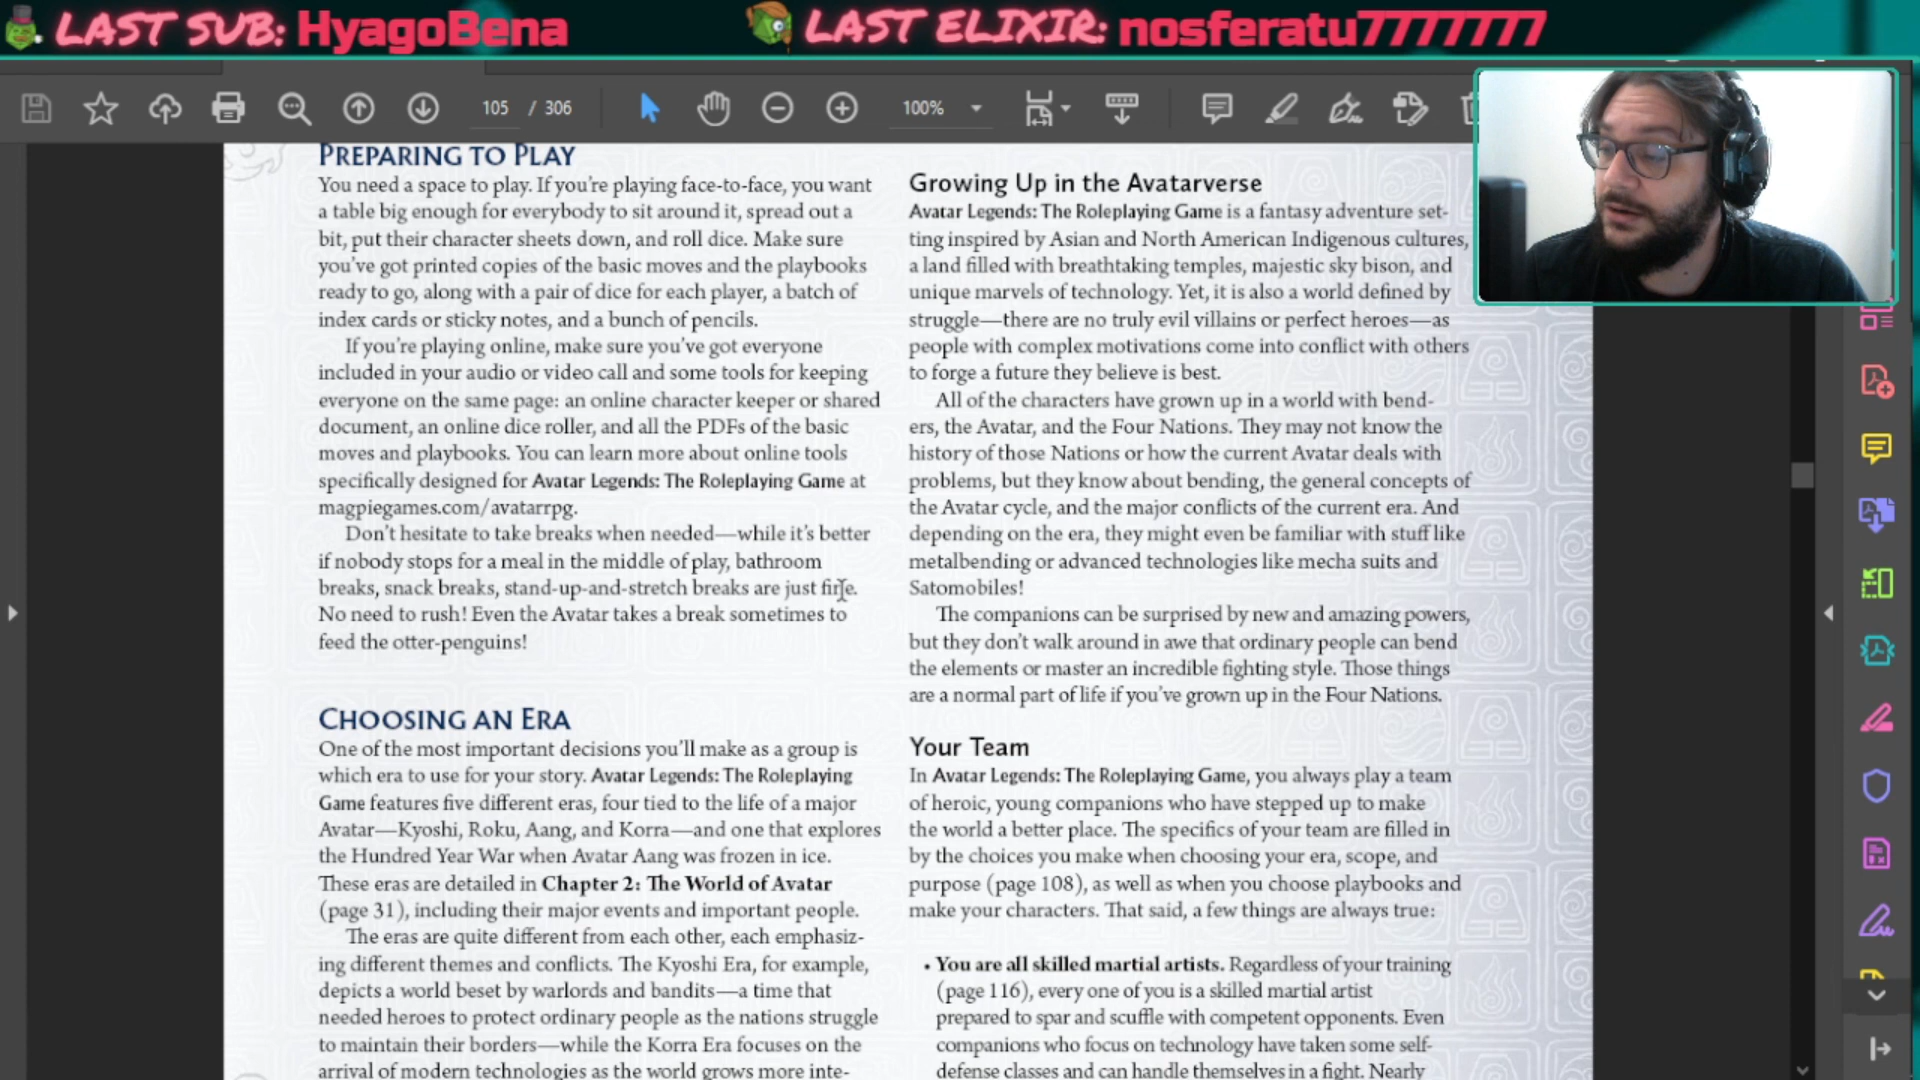 LAST SUB: HyagoBena
LAST ELIXIR: nosferatu7777777
105 / 306
100%
PREPARING TO PLAY
You need a space to play. If you're playing face-to-face, you want
a table big enough for everybody to sit around it, spread out a
bit, put their character sheets down, and roll dice. Make sure
you've got printed copies of the basic moves and the playbooks
ready to go, along with a pair of dice for each player, a batch of
index cards or sticky notes, and a bunch of pencils.
If you're playing online, make sure you've got everyone
included in your audio or video call and some tools for keeping
everyone on the same page: an online character keeper or shared
document, an online dice roller, and all the PDFs of the basic
moves and playbooks. You can learn more about online tools
specifically designed for Avatar Legends: The Roleplaying Game at
magpiegames.com/avatarrpg.
Don't hesitate to take breaks when needed—while it's better
if nobody stops for a meal in the middle of play, bathroom
breaks, snack breaks, stand-up-and-stretch breaks are just fine.
No need to rush! Even the Avatar takes a break sometimes to
feed the otter-penguins!
CHOOSING AN ERA
One of the most important decisions you'll make as a group is
which era to use for your story. Avatar Legends: The Roleplaying
Game features five different eras, four tied to the life of a major
Avatar—Kyoshi, Roku, Aang, and Korra—and one that explores
the Hundred Year War when Avatar Aang was frozen in ice.
These eras are detailed in Chapter 2: The World of Avatar
(page 31), including their major events and important people.
The eras are quite different from each other, each emphasiz-
ing different themes and conflicts. The Kyoshi Era, for example,
depicts a world beset by warlords and bandits—a time that
needed heroes to protect ordinary people as the nations struggle
to maintain their borders—while the Korra Era focuses on the
arrival of modern technologies as the world grows more inte-
Growing Up in the Avatarverse
Avatar Legends: The Roleplaying Game is a fantasy adventure set-
ting inspired by Asian and North American Indigenous cultures,
a land filled with breathtaking temples, majestic sky bison, and
unique marvels of technology. Yet, it is also a world defined by
struggle—there are no truly evil villains or perfect heroes—as
people with complex motivations come into conflict with others
to forge a future they believe is best.
All of the characters have grown up in a world with bend-
ers, the Avatar, and the Four Nations. They may not know the
history of those Nations or how the current Avatar deals with
problems, but they know about bending, the general concepts of
the Avatar cycle, and the major conflicts of the current era. And
depending on the era, they might even be familiar with stuff like
metalbending or advanced technologies like mecha suits and
Satomobiles!
The companions can be surprised by new and amazing powers,
but they don't walk around in awe that ordinary people can bend
the elements or master an incredible fighting style. Those things
are a normal part of life if you've grown up in the Four Nations.
Your Team
In Avatar Legends: The Roleplaying Game, you always play a team
of heroic, young companions who have stepped up to make
the world a better place. The specifics of your team are filled in
by the choices you make when choosing your era, scope, and
purpose (page 108), as well as when you choose playbooks and
make your characters. That said, a few things are always true:
• You are all skilled martial artists. Regardless of your training
(page 116), every one of you is a skilled martial artist
prepared to spar and scuffle with competent opponents. Even
companions who focus on technology have taken some self-
defense classes and can handle themselves in a fight. Nearly